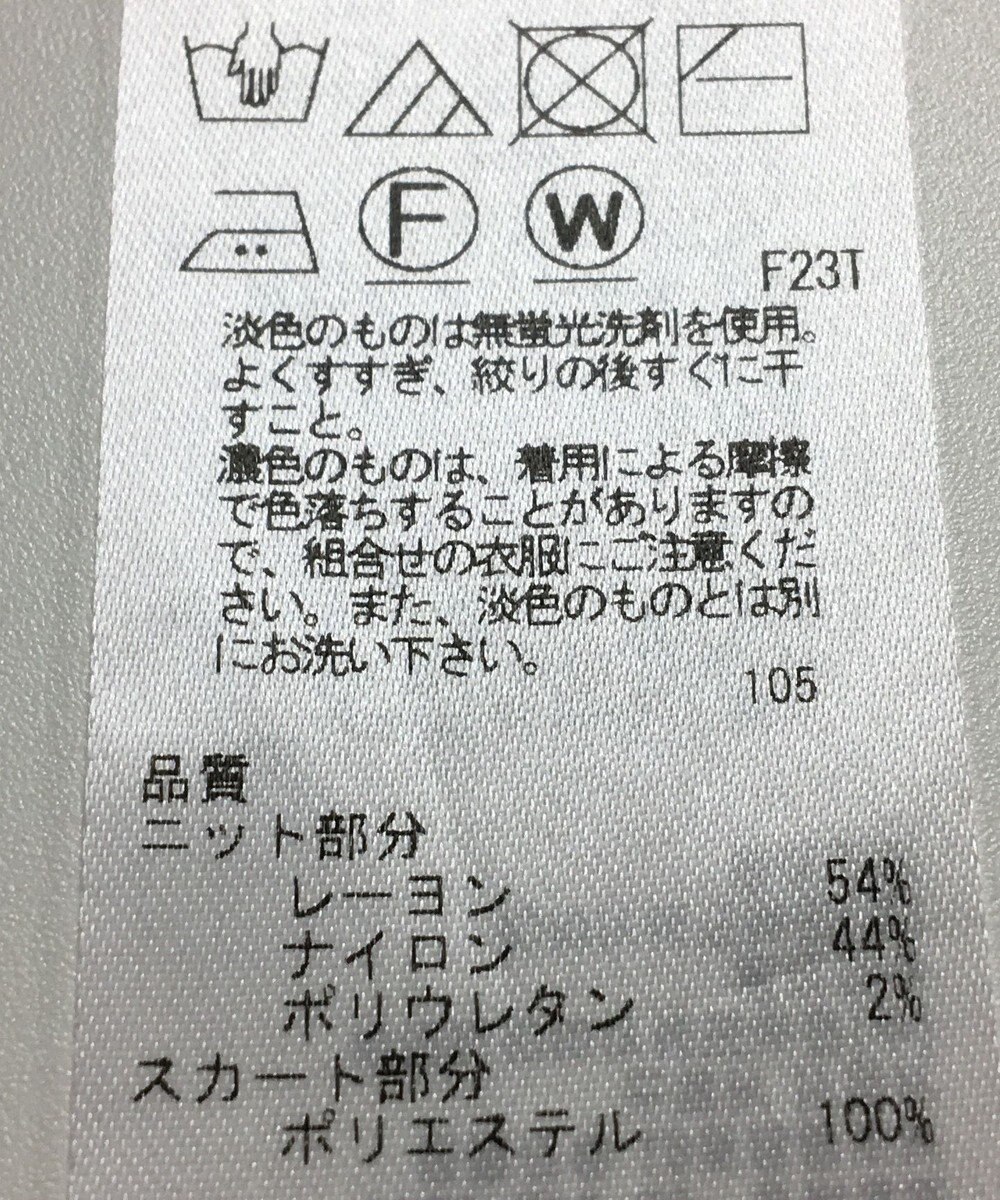 F
W
F23T
淡色のものは無蛍光洗剤を使用。
よくすすぎ、絞りの後すぐに干
すこと。
濃色のものは、着用による摩擦
で色落ちすることがありますの
で、組合せの衣服にご注意くだ
さい。また、淡色のものとは別
にお洗い下さい。
105
品質
ニット部分
レーヨン 54%
ナイロン 44%
ポリウレタン 2%
スカート部分
ポリエステル 100%